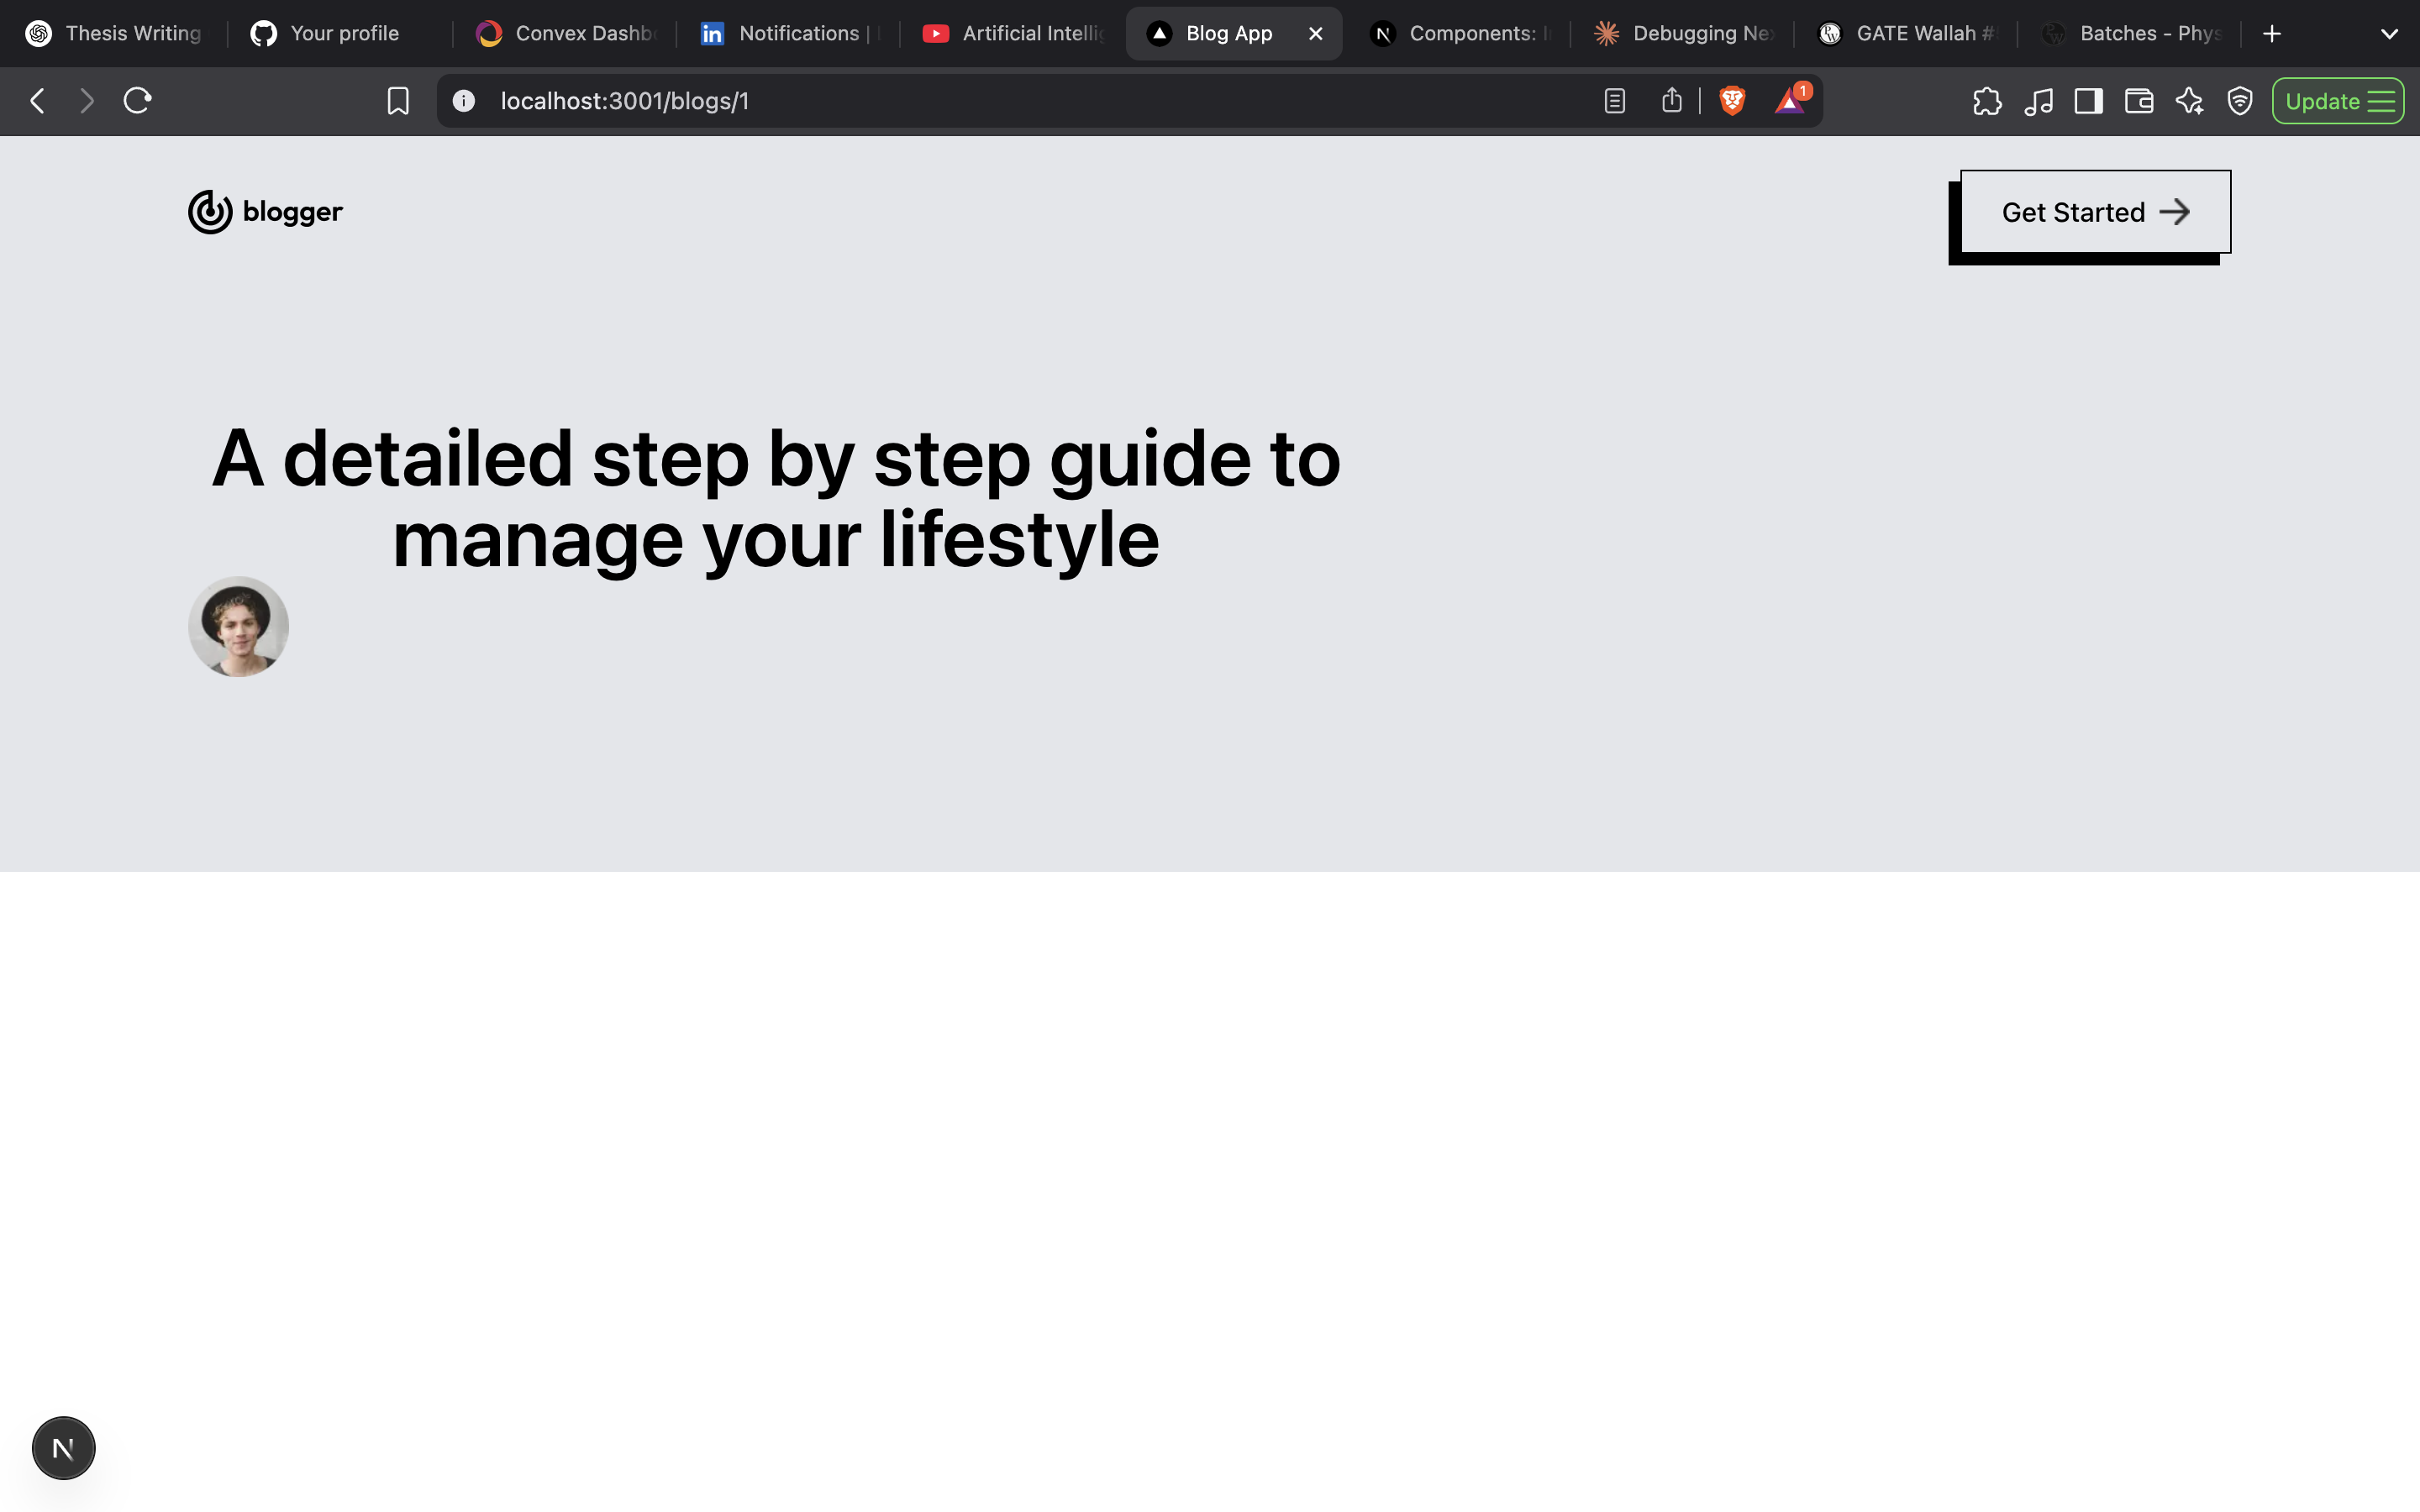 Thesis Writing
Your profile
Convex Dashb
Notifications |
Artificial Intelli
Blog App
Components: I
Debugging Ne
GATE Wallah #
Batches - Phys
localhost:3001/blogs/1
1
Update
blogger
Get Started
A detailed step by step guide to
manage your lifestyle
N